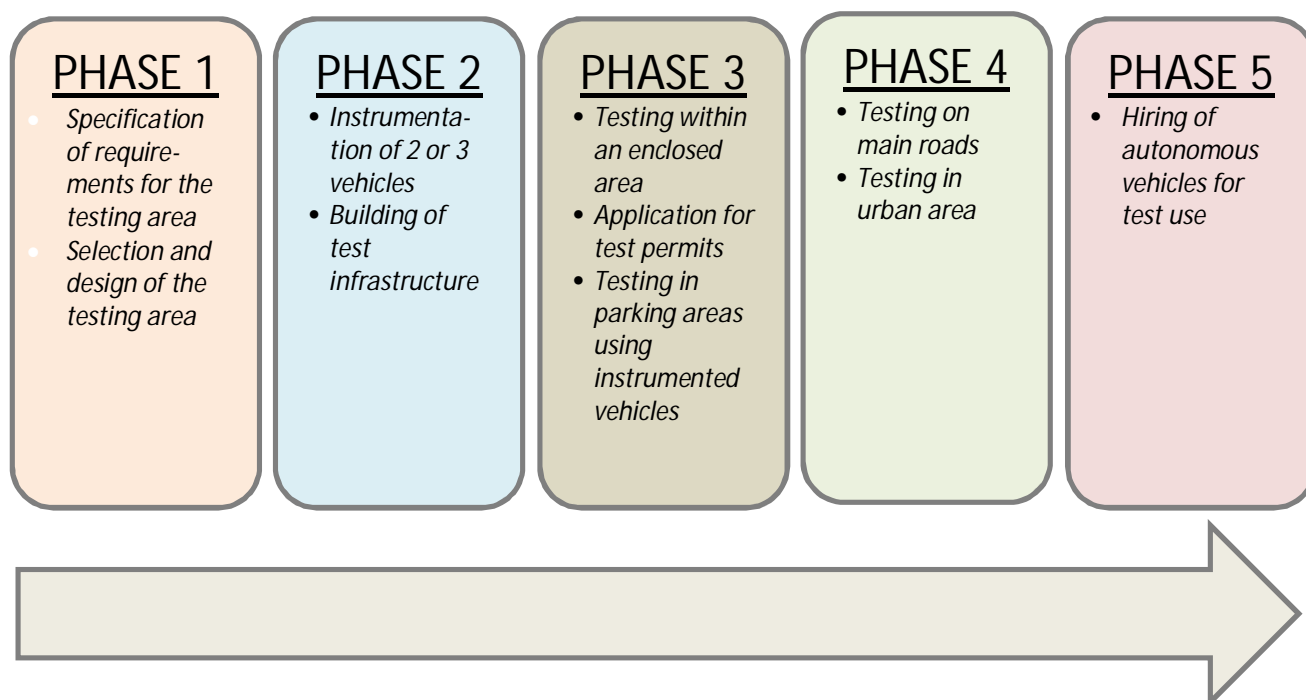 PHASE 1
• Specification
of require-
ments for the
testing area
• Selection and
design of the
testing area
PHASE 2
• Instrumenta-
tion of 2 or 3
vehicles
• Building of
test
infrastructure
PHASE 3
• Testing within
an enclosed
area
• Application for
test permits
• Testing in
parking areas
using
instrumented
vehicles
PHASE 4
• Testing on
main roads
• Testing in
urban area
PHASE 5
• Hiring of
autonomous
vehicles for
test use